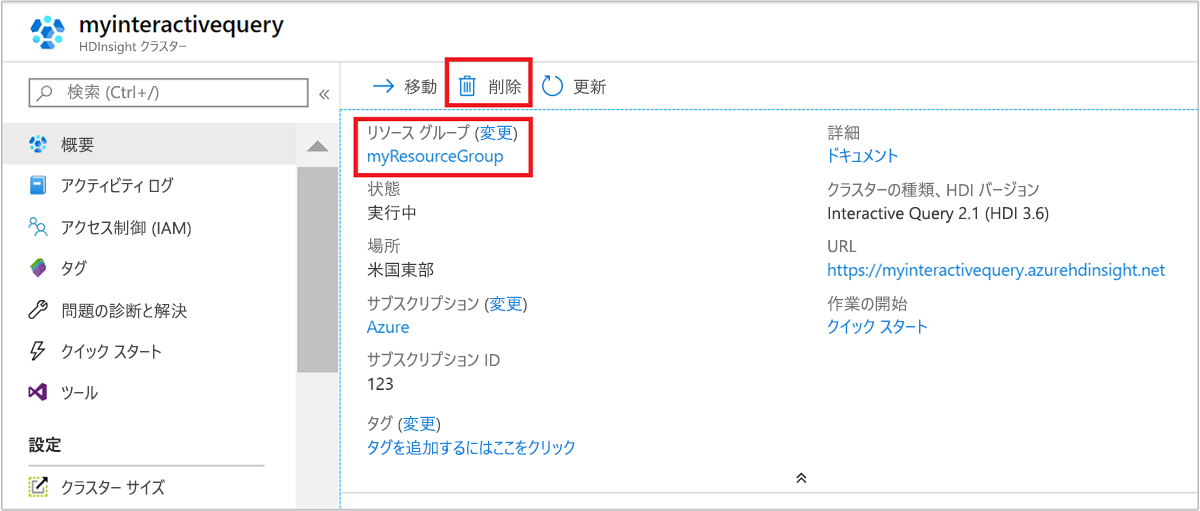 myinteractivequery
HDInsight クラスター
検索 (Ctrl+/)
«
概要
アクティビティ ログ
アクセス制御 (IAM)
タグ
問題の診断と解決
クイック スタート
ツール
設定
クラスター サイズ
移動 削除 更新
リソース グループ (変更)
myResourceGroup
状態
実行中
場所
米国東部
サブスクリプション (変更)
Azure
サブスクリプション ID
123
タグ (変更)
タグを追加するにはここをクリック
詳細
ドキュメント
クラスターの種類、HDI バージョン
Interactive Query 2.1 (HDI 3.6)
URL
https://myinteractivequery.azurehdinsight.net
作業の開始
クイック スタート